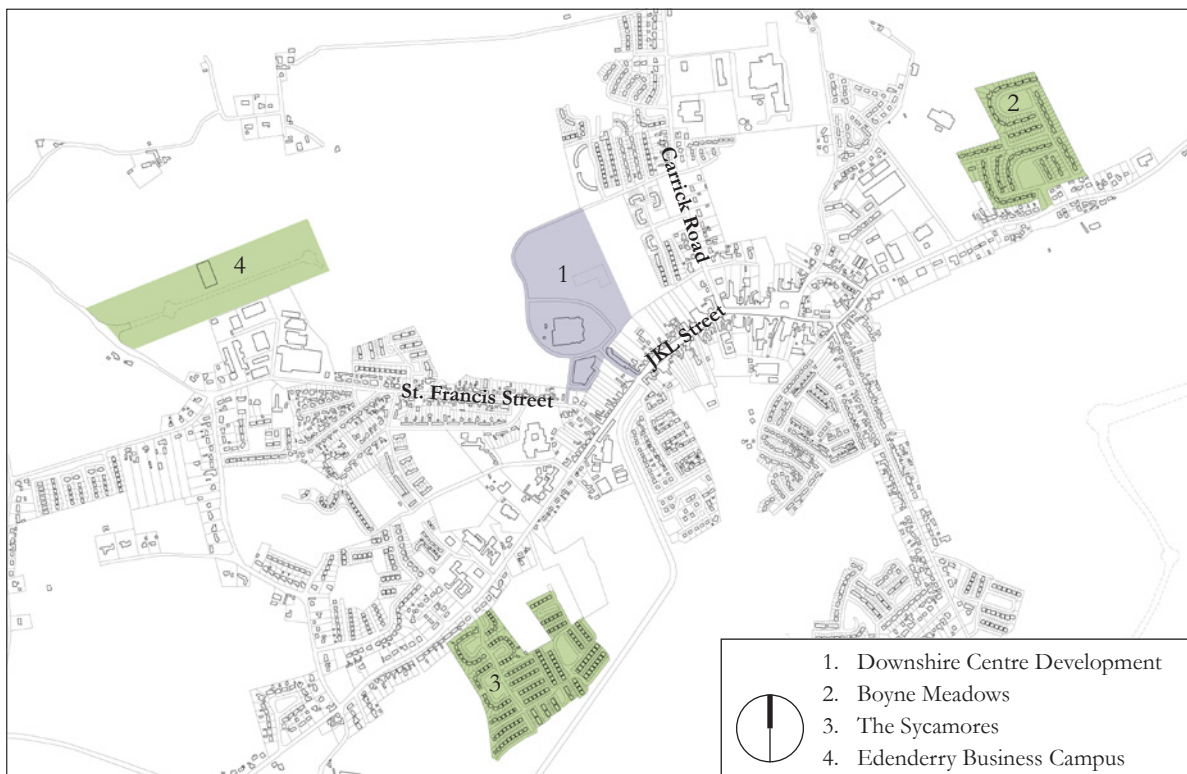 2
Carrick Road
4
1
JKL Street
St. Francis Street
3
1. Downshire Centre Development
2. Boyne Meadows
3. The Sycamores
4. Edenderry Business Campus